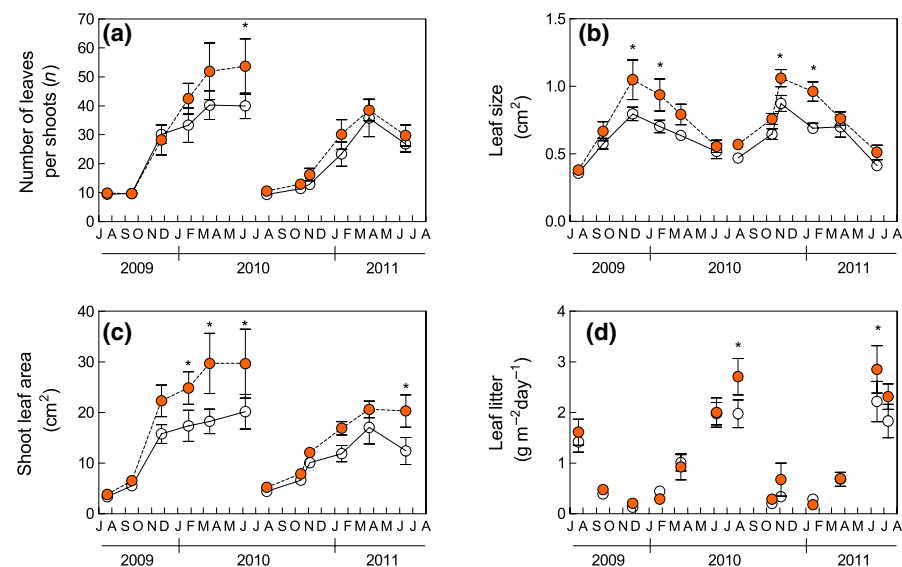 (a)
Number of leaves
per shoots (n)
70
60
50
40
30
20
10
0
*
J A S O N D J F M A M J J A S O N D J F M A M J J A
2009 2010 2011
(b)
Leaf size
(cm²)
1.5
1.0
0.5
0.0
* * * *
J A S O N D J F M A M J J A S O N D J F M A M J J A
2009 2010 2011
(c)
Shoot leaf area
(cm²)
40
30
20
10
0
* * * *
J A S O N D J F M A M J J A S O N D J F M A M J J A
2009 2010 2011
(d)
Leaf litter
(g m⁻²day⁻¹)
4
3
2
1
0
* *
J A S O N D J F M A M J J A S O N D J F M A M J J A
2009 2010 2011